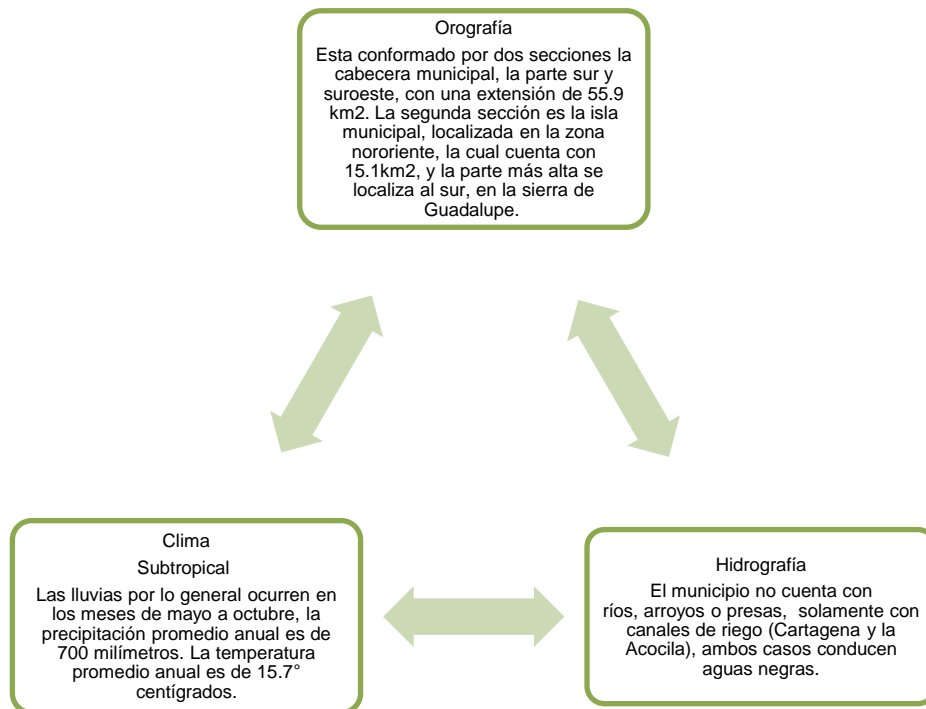 Orografía
Esta conformado por dos secciones la
cabecera municipal, la parte sur y
suroeste, con una extensión de 55.9
km2. La segunda sección es la isla
municipal, localizada en la zona
nororiente, la cual cuenta con
15.1km2, y la parte más alta se
localiza al sur, en la sierra de
Guadalupe.
Clima
Subtropical
Las lluvias por lo general ocurren en
los meses de mayo a octubre, la
precipitación promedio anual es de
700 milímetros. La temperatura
promedio anual es de 15.7°
centígrados.
Hidrografía
El municipio no cuenta con
ríos, arroyos o presas, solamente con
canales de riego (Cartagena y la
Acocila), ambos casos conducen
aguas negras.